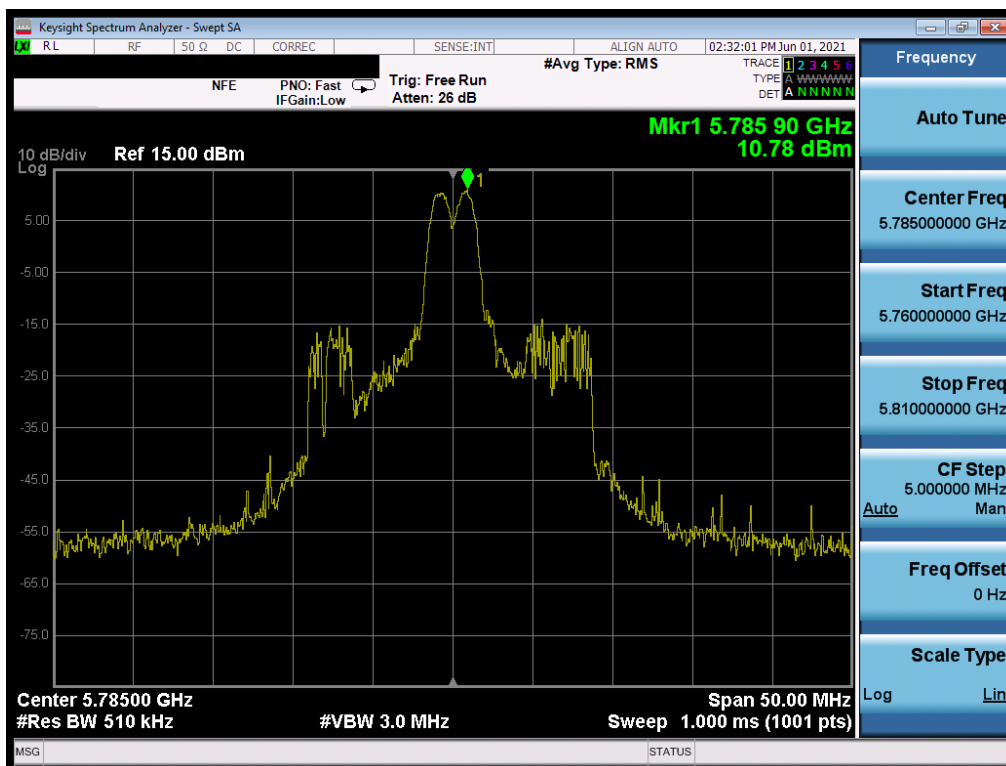 Keysight Spectrum Analyzer - Swept SA
LXI RL RF 50 Ω DC CORREC SENSE:INT ALIGN AUTO 02:32:01 PM Jun 01, 2021
NFE PNO: Fast IFGain:Low Trig: Free Run Atten: 26 dB #Avg Type: RMS
TRACE 1 2 3 4 5 6
TYPE A WWWWW
DET A N N N N N
Mkr1 5.785 90 GHz
10.78 dBm
10 dB/div Ref 15.00 dBm
Log
1
5.00
-5.00
-15.0
-25.0
-35.0
-45.0
-55.0
-65.0
-75.0
Center 5.78500 GHz Span 50.00 MHz
#Res BW 510 kHz #VBW 3.0 MHz Sweep 1.000 ms (1001 pts)
MSG STATUS
Frequency
Auto Tune
Center Freq
5.785000000 GHz
Start Freq
5.760000000 GHz
Stop Freq
5.810000000 GHz
CF Step
5.000000 MHz
Auto Man
Freq Offset
0 Hz
Scale Type
Log Lin